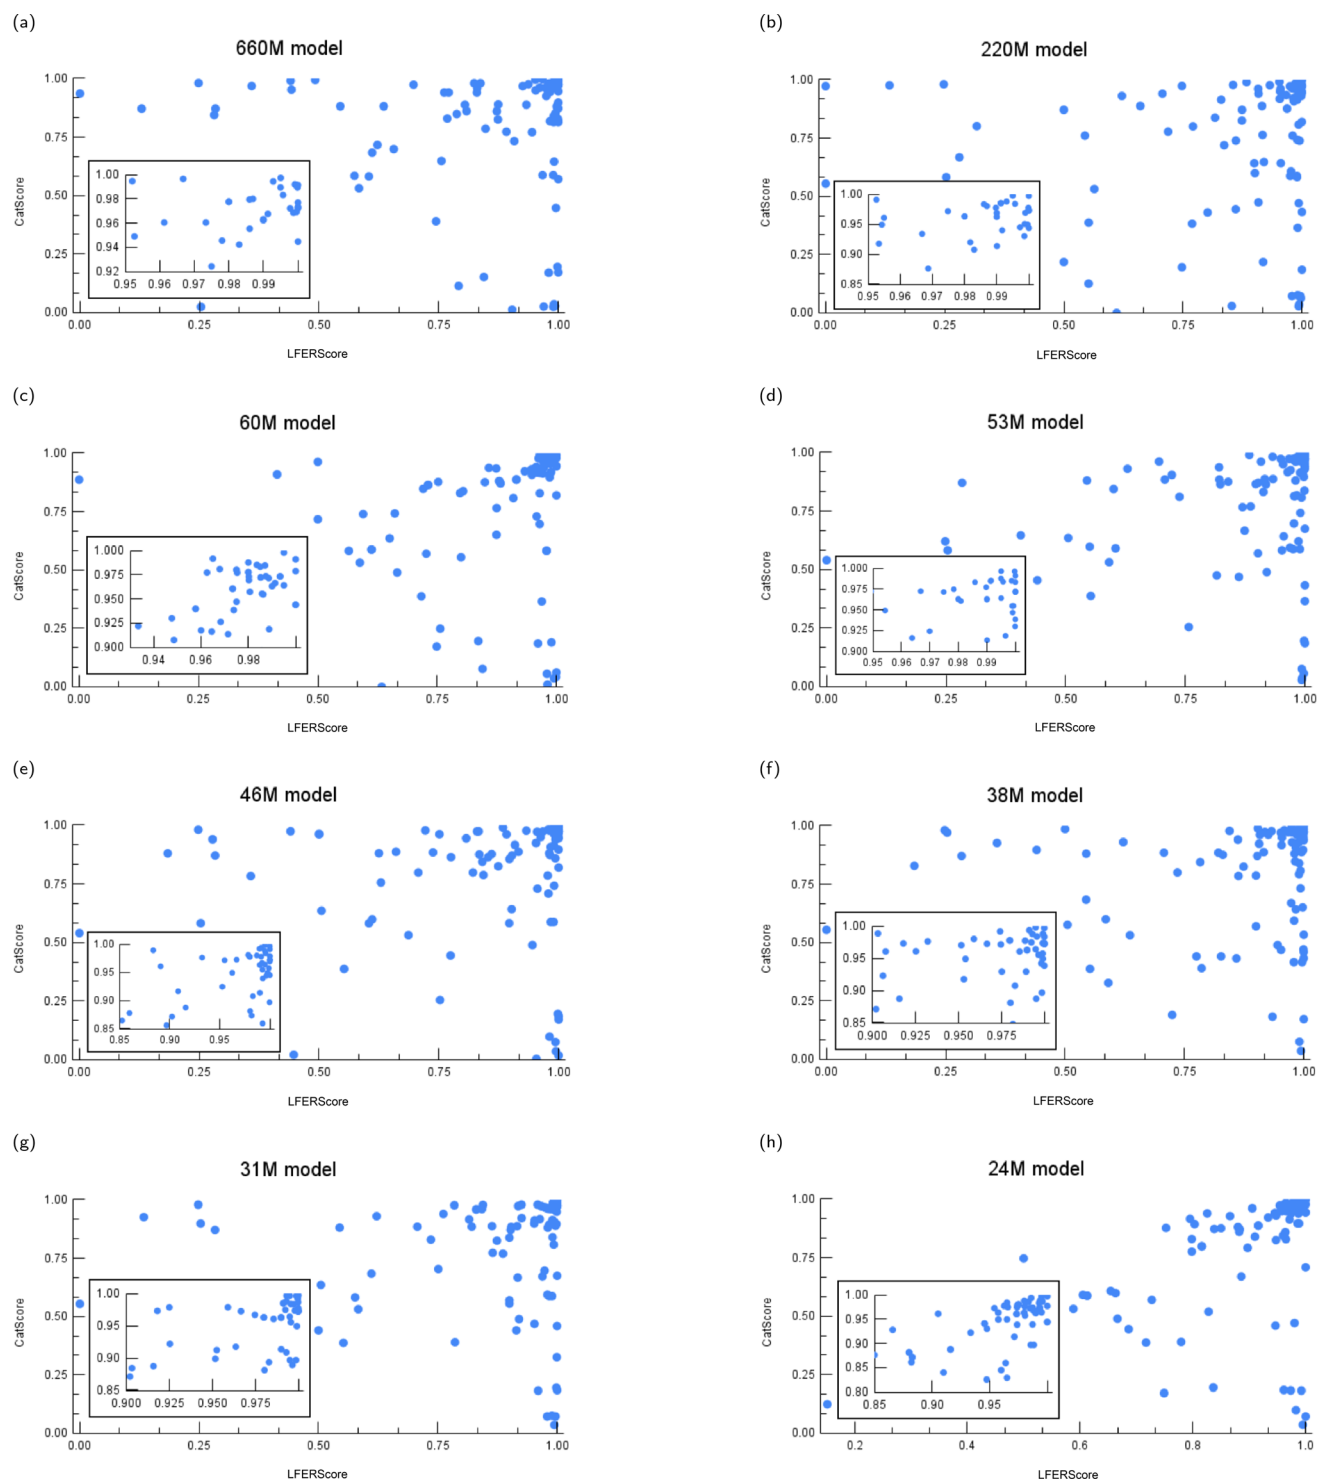 (a)
660M model
1.00
0.75
0.50
0.25
0.00
CatScore
1.00
0.98
0.96
0.94
0.92
0.95 0.96 0.97 0.98 0.99
0.00 0.25 0.50 0.75 1.00
LFERScore
(b)
220M model
1.00
0.75
0.50
0.25
0.00
CatScore
1.00
0.95
0.90
0.85
0.95 0.96 0.97 0.98 0.99
0.00 0.25 0.50 0.75 1.00
LFERScore
(c)
60M model
1.00
0.75
0.50
0.25
0.00
CatScore
1.000
0.975
0.950
0.925
0.900
0.94 0.96 0.98
0.00 0.25 0.50 0.75 1.00
LFERScore
(d)
53M model
1.00
0.75
0.50
0.25
0.00
CatScore
1.000
0.975
0.950
0.925
0.900
0.95 0.96 0.97 0.98 0.99
0.00 0.25 0.50 0.75 1.00
LFERScore
(e)
46M model
1.00
0.75
0.50
0.25
0.00
CatScore
1.00
0.95
0.90
0.85
0.85 0.90 0.95
0.00 0.25 0.50 0.75 1.00
LFERScore
(f)
38M model
1.00
0.75
0.50
0.25
0.00
CatScore
1.00
0.95
0.90
0.85
0.900 0.925 0.950 0.975
0.00 0.25 0.50 0.75 1.00
LFERScore
(g)
31M model
1.00
0.75
0.50
0.25
0.00
CatScore
1.00
0.95
0.90
0.85
0.900 0.925 0.950 0.975
0.00 0.25 0.50 0.75 1.00
LFERScore
(h)
24M model
1.00
0.75
0.50
0.25
0.00
CatScore
1.00
0.95
0.90
0.85
0.80
0.85 0.90 0.95
0.2 0.4 0.6 0.8 1.0
LFERScore